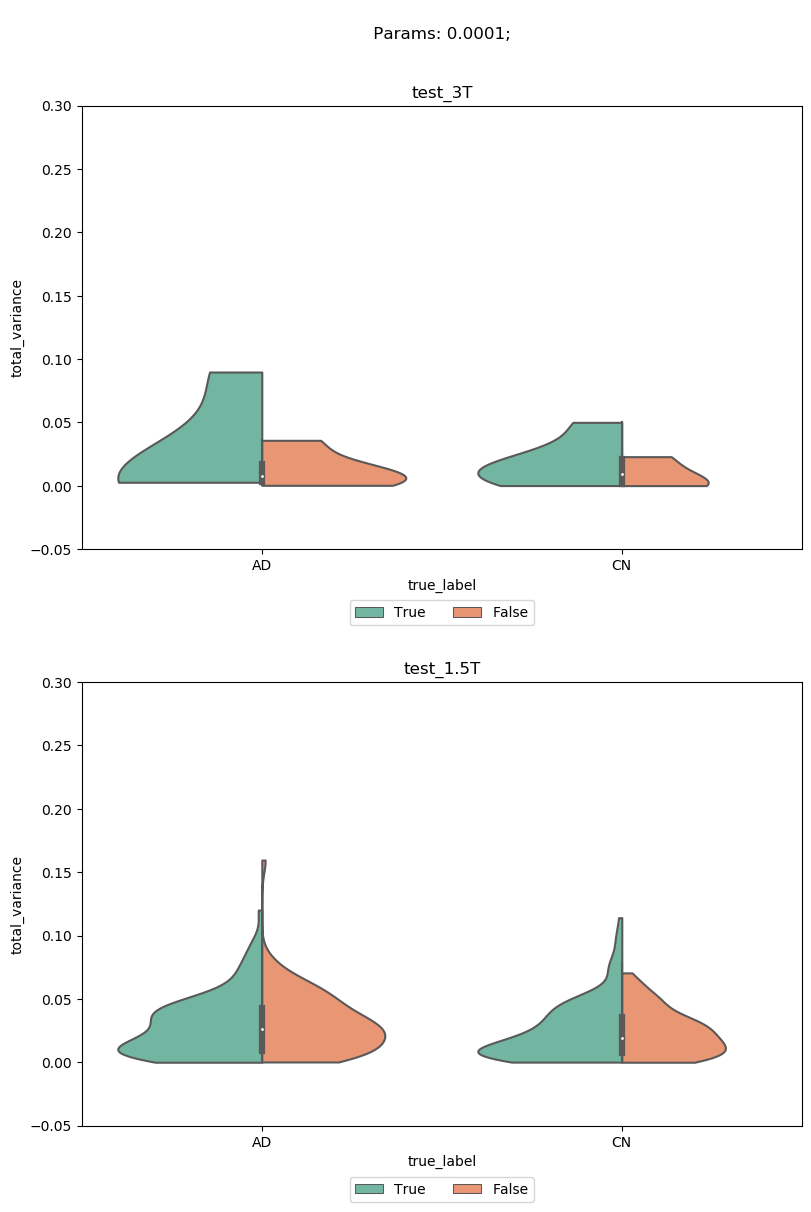 Params: 0.0001;
test_3T
0.30
0.25
0.20
0.15
0.10
0.05
0.00
−0.05
total_variance
AD CN
true_label
True False
test_1.5T
0.30
0.25
0.20
0.15
0.10
0.05
0.00
−0.05
total_variance
AD CN
true_label
True False